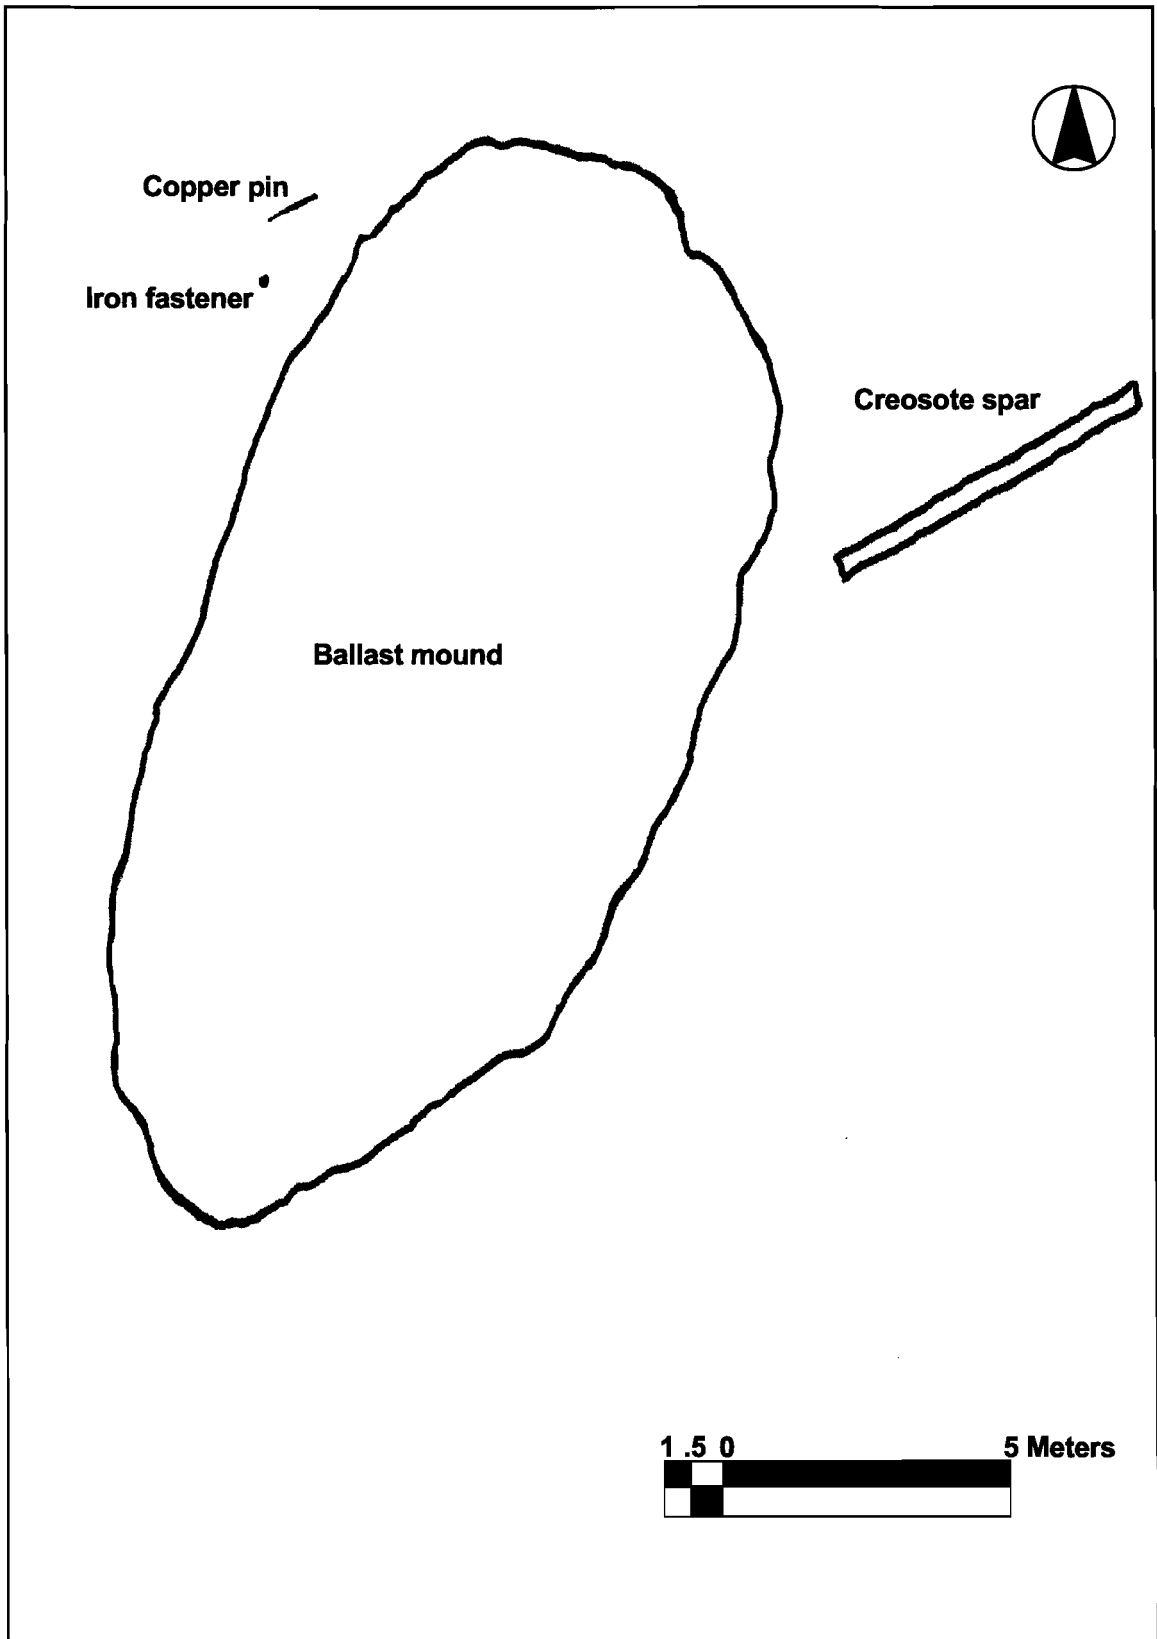 Copper pin
Iron fastener
Creosote spar
Ballast mound
1 .5 0 5 Meters